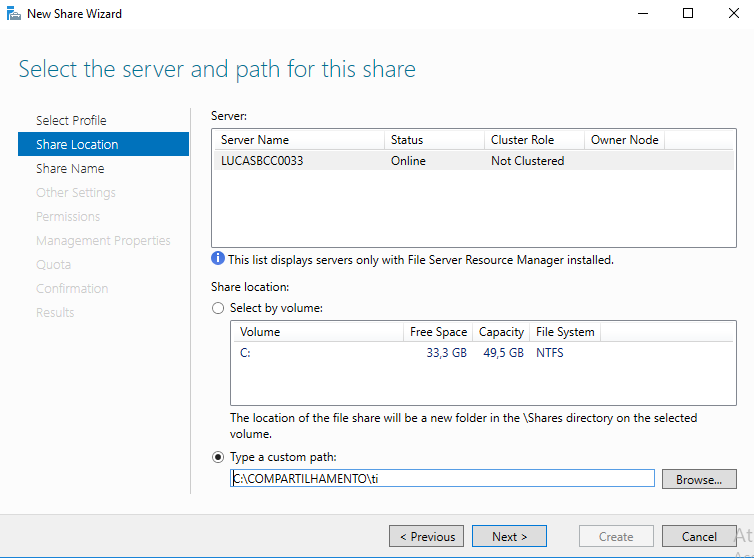 New Share Wizard
Select the server and path for this share
Select Profile
Share Location
Share Name
Other Settings
Permissions
Management Properties
Quota
Confirmation
Results
Server:
Server Name Status Cluster Role Owner Node
LUCASBCC0033 Online Not Clustered
This list displays servers only with File Server Resource Manager installed.
Share location:
Select by volume:
Volume Free Space Capacity File System
C: 33,3 GB 49,5 GB NTFS
The location of the file share will be a new folder in the \Shares directory on the selected
volume.
Type a custom path:
C:\COMPARTILHAMENTO\ti
Browse...
< Previous
Next >
Create
Cancel
At